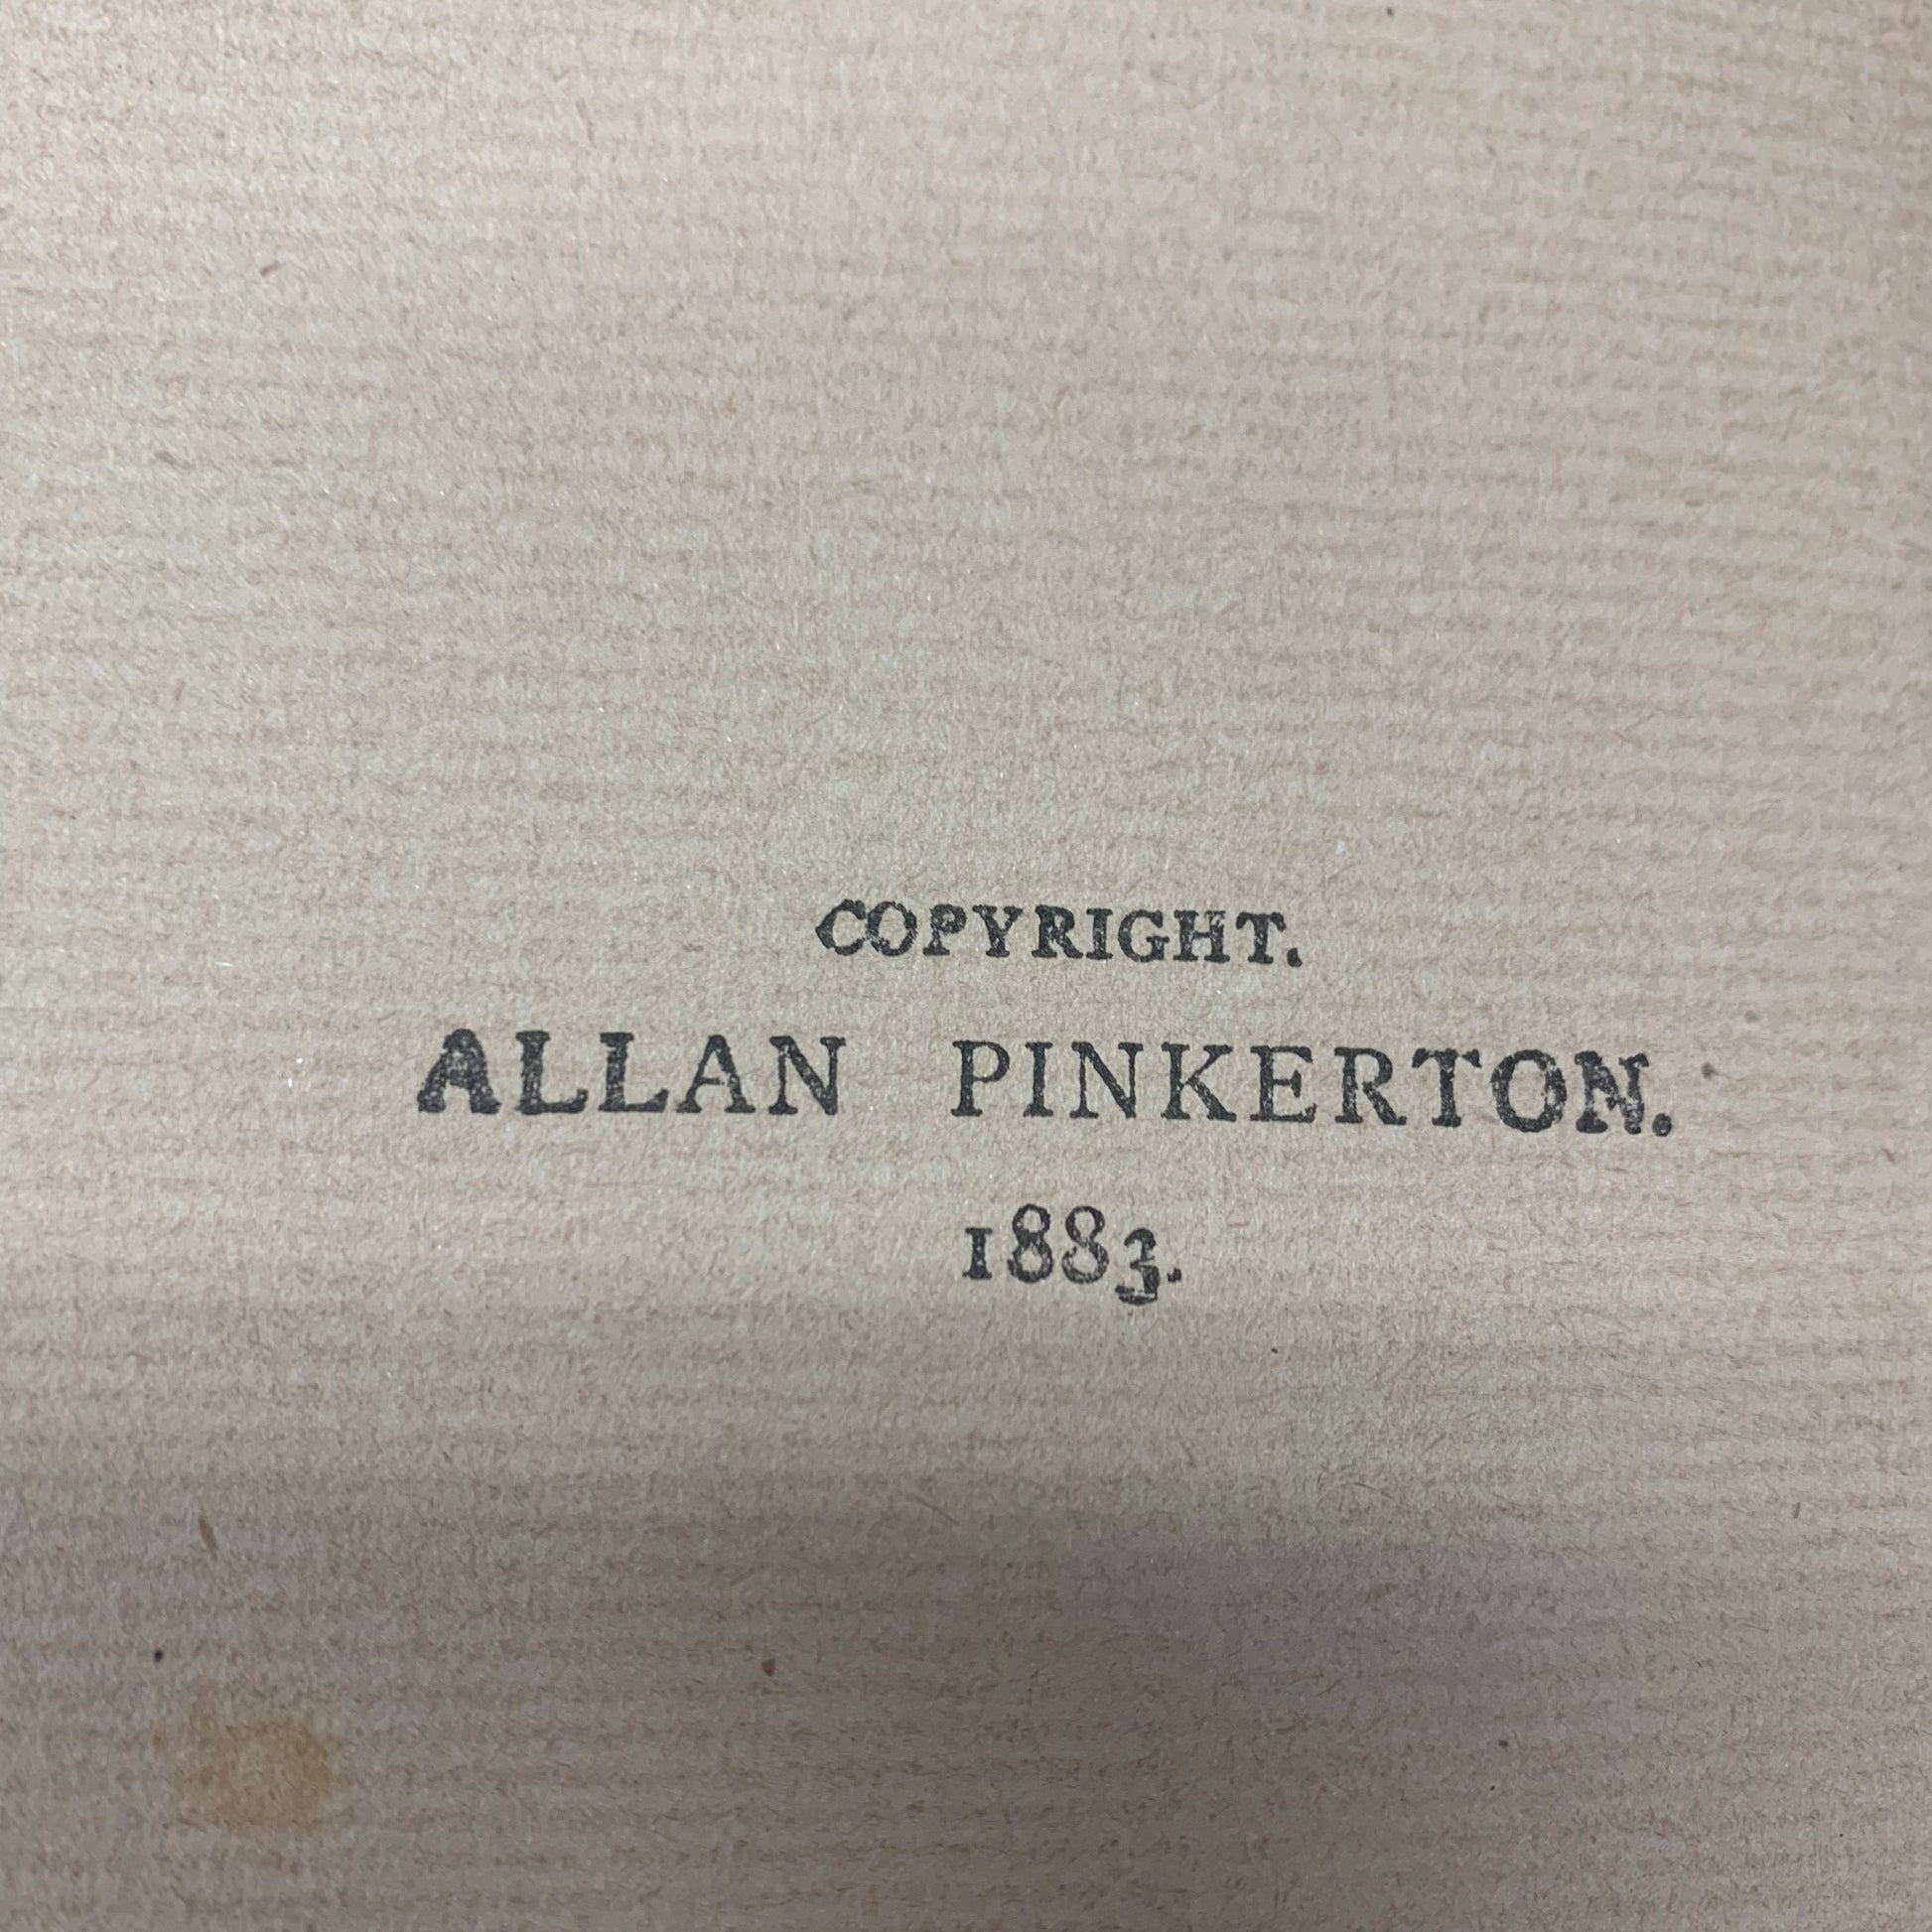 COPYRIGHT.
ALLAN PINKERTON.
1883.